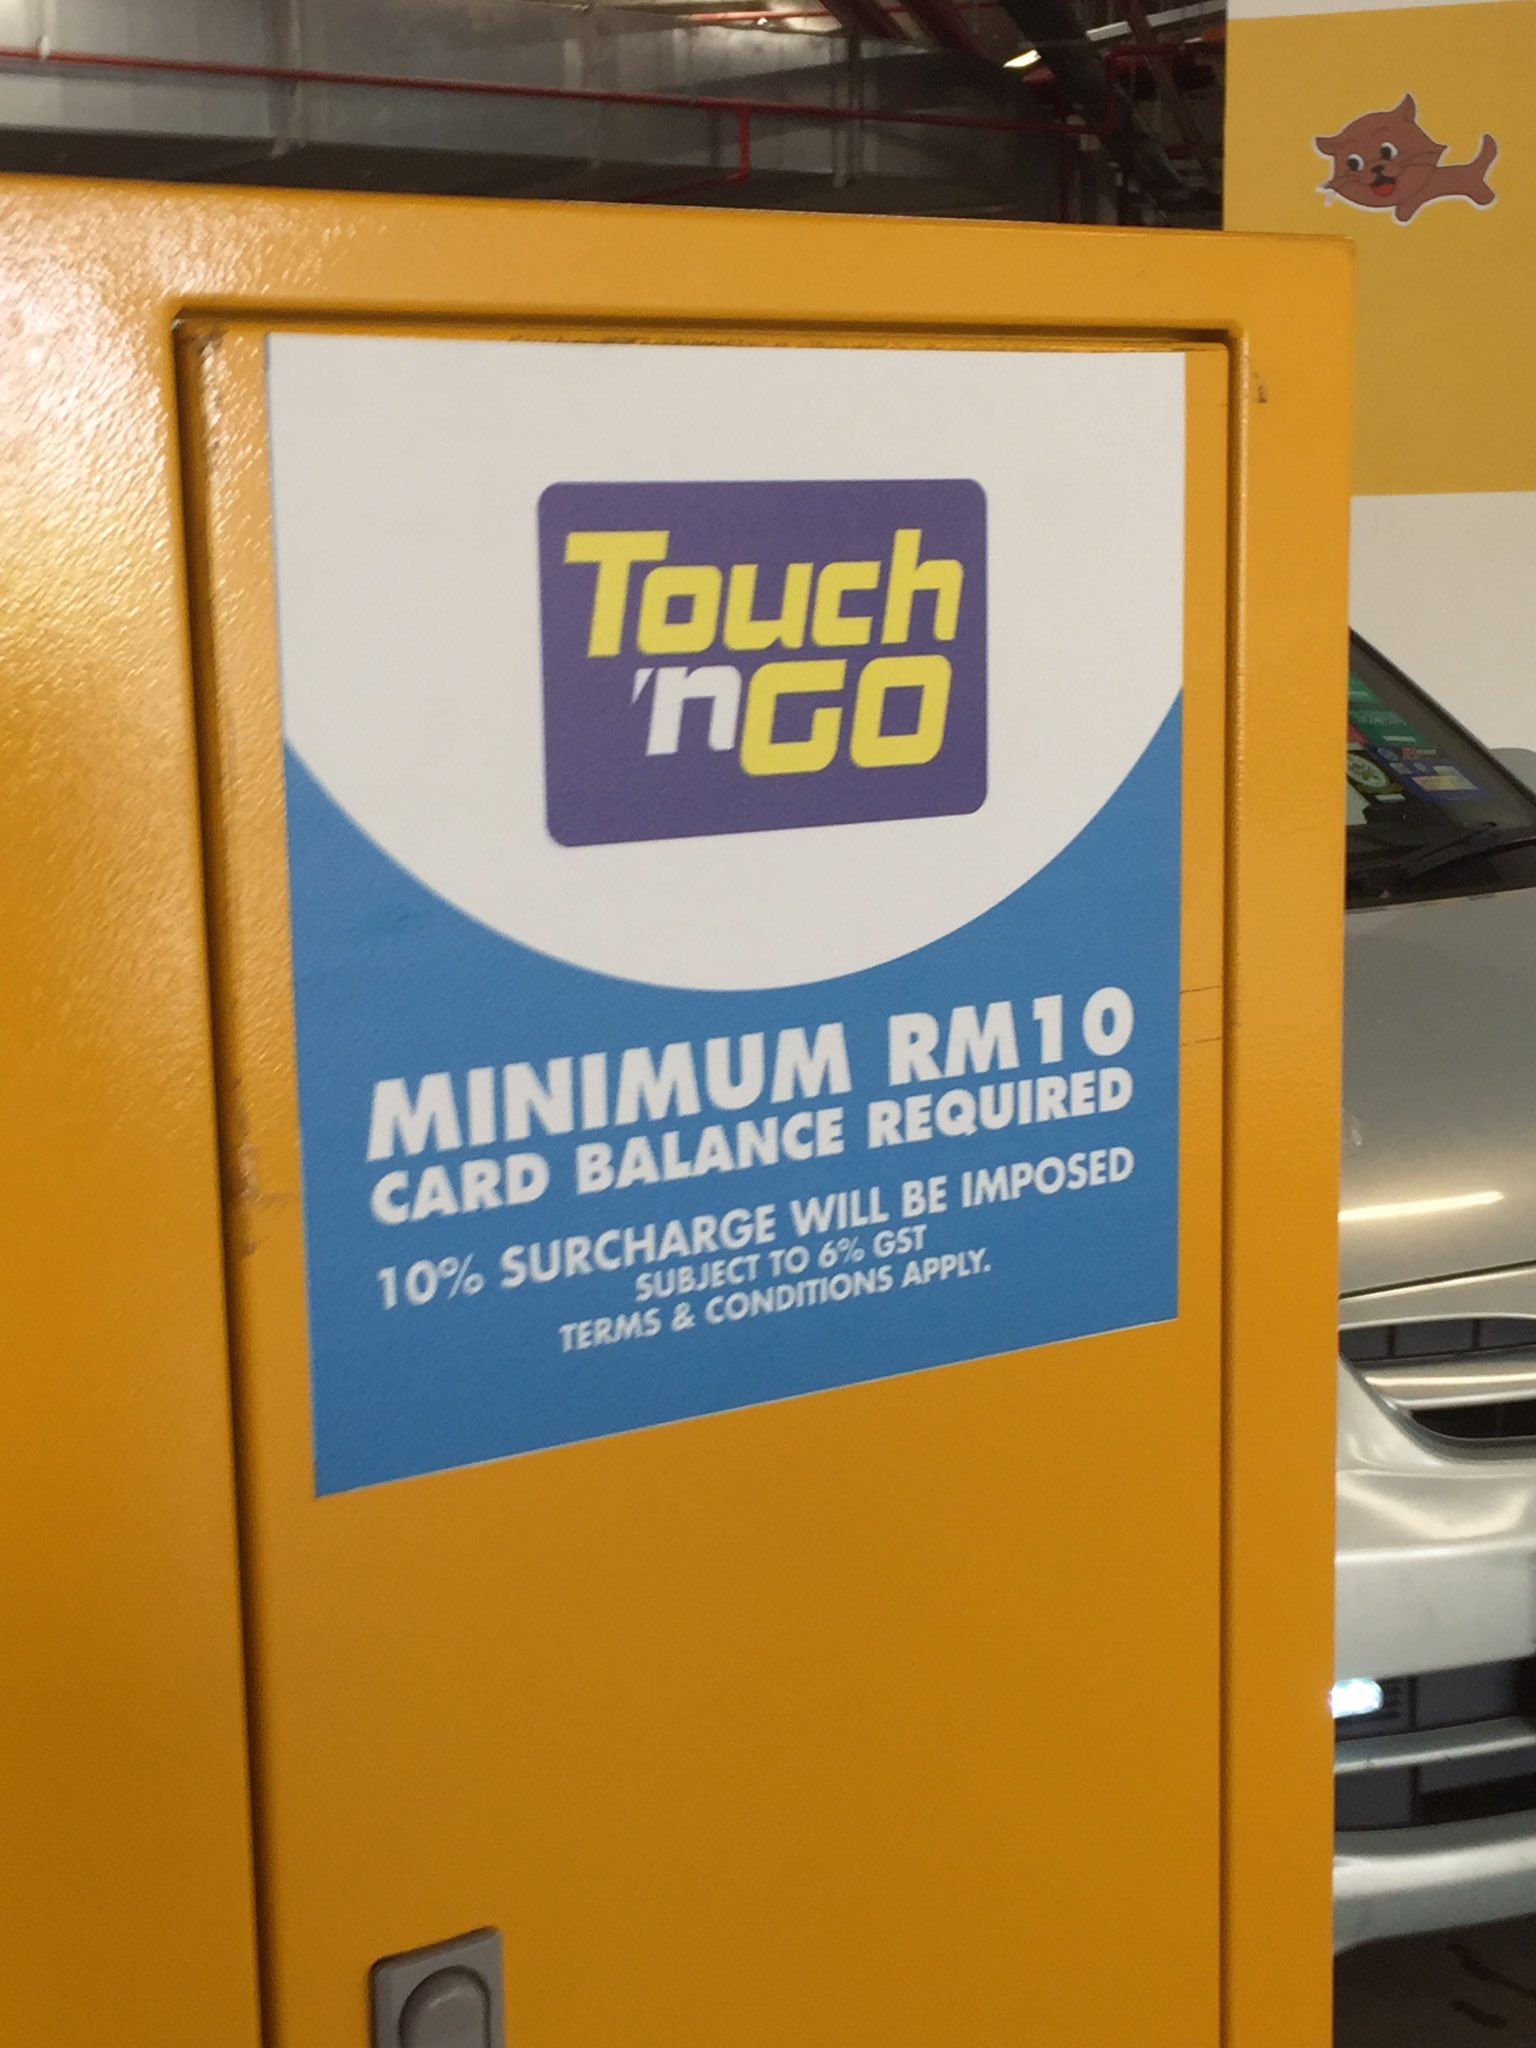 Touch
'nGO
MINIMUM RM10
CARD BALANCE REQUIRED
10% SURCHARGE WILL BE IMPOSED
SUBJECT TO 6% GST
TERMS & CONDITIONS APPLY.